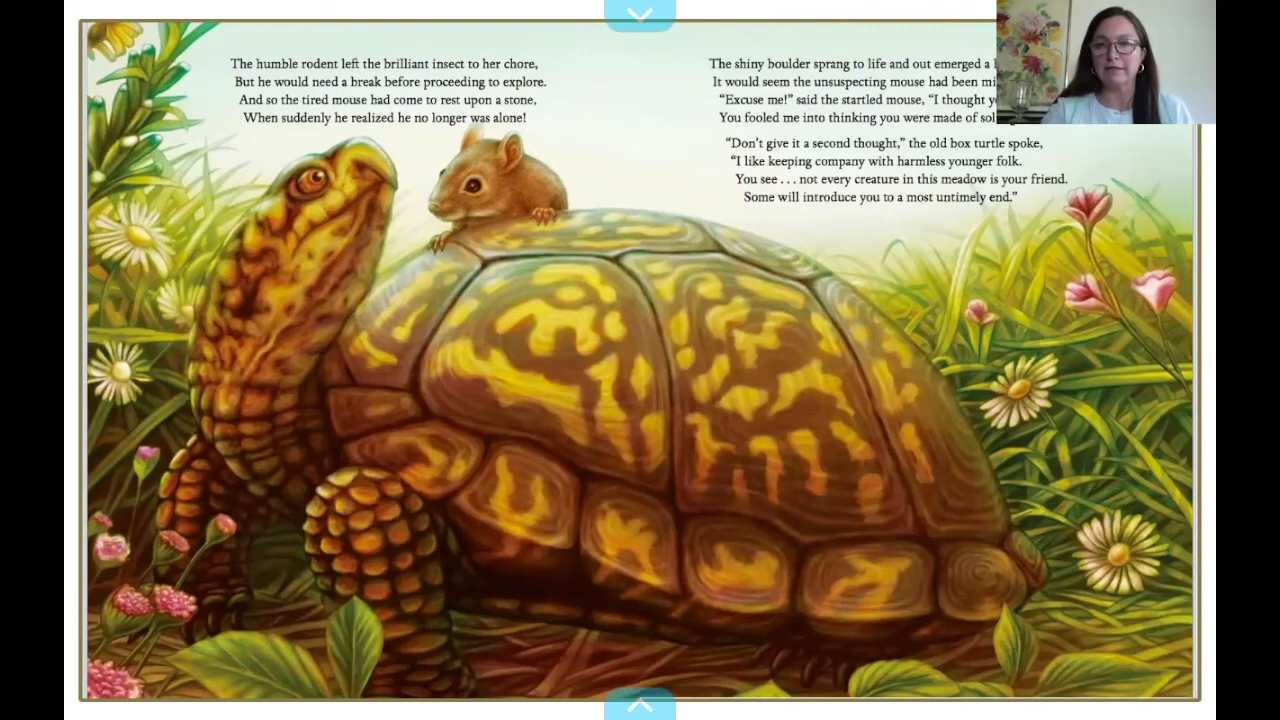 The humble rodent left the brilliant insect to her chore,
But he would need a break before proceeding to explore.
And so the tired mouse had come to rest upon a stone,
When suddenly he realized he no longer was alone!
The shiny boulder sprang to life and out emerged a
It would seem the unsuspecting mouse had been
“Excuse me!” said the startled mouse, “I thought
You fooled me into thinking you were made of
“Don’t give it a second thought,” the old box turtle spoke,
“I like keeping company with harmless younger folk.
You see . . . not every creature in this meadow is your friend.
Some will introduce you to a most untimely end.”